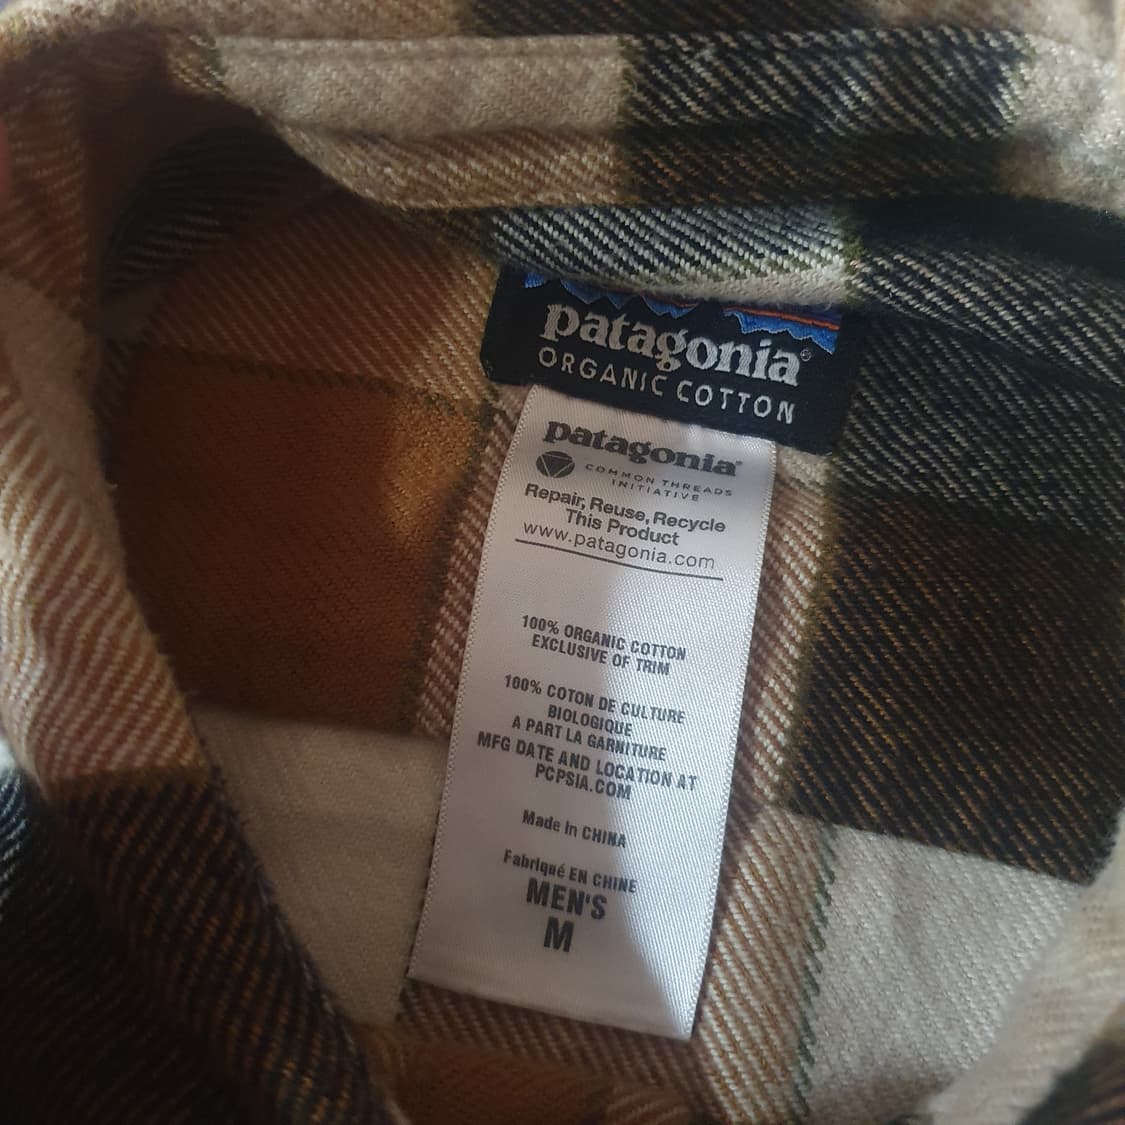 patagonia®
ORGANIC COTTON
patagonia®
COMMON THREADS
INITIATIVE
Repair, Reuse, Recycle
This Product
www.patagonia.com
100% ORGANIC COTTON
EXCLUSIVE OF TRIM
100% COTON DE CULTURE
BIOLOGIQUE
A PART LA GARNITURE
MFG DATE AND LOCATION AT
PCPSIA.COM
Made in CHINA
Fabriqué EN CHINE
MEN'S
M